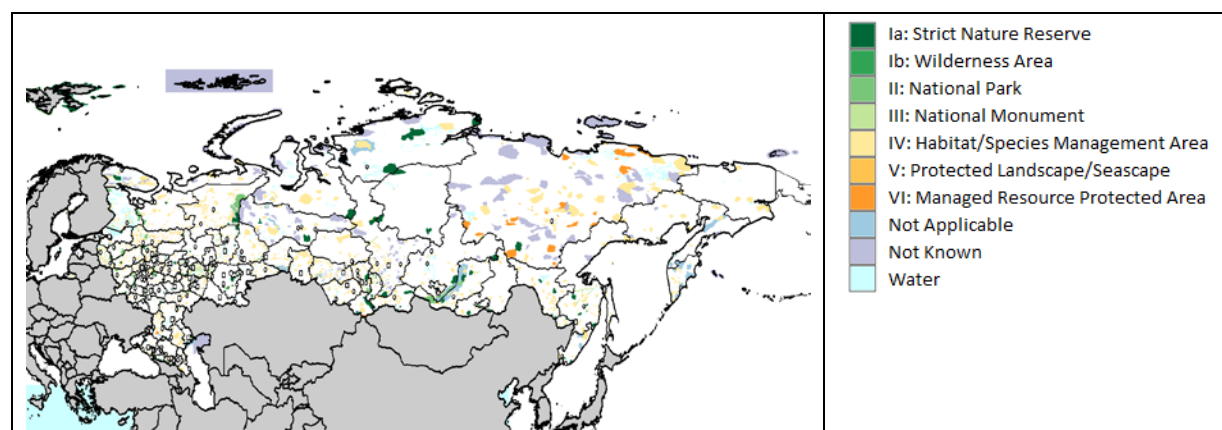 Ia: Strict Nature Reserve
Ib: Wilderness Area
II: National Park
III: National Monument
IV: Habitat/Species Management Area
V: Protected Landscape/Seascape
VI: Managed Resource Protected Area
Not Applicable
Not Known
Water